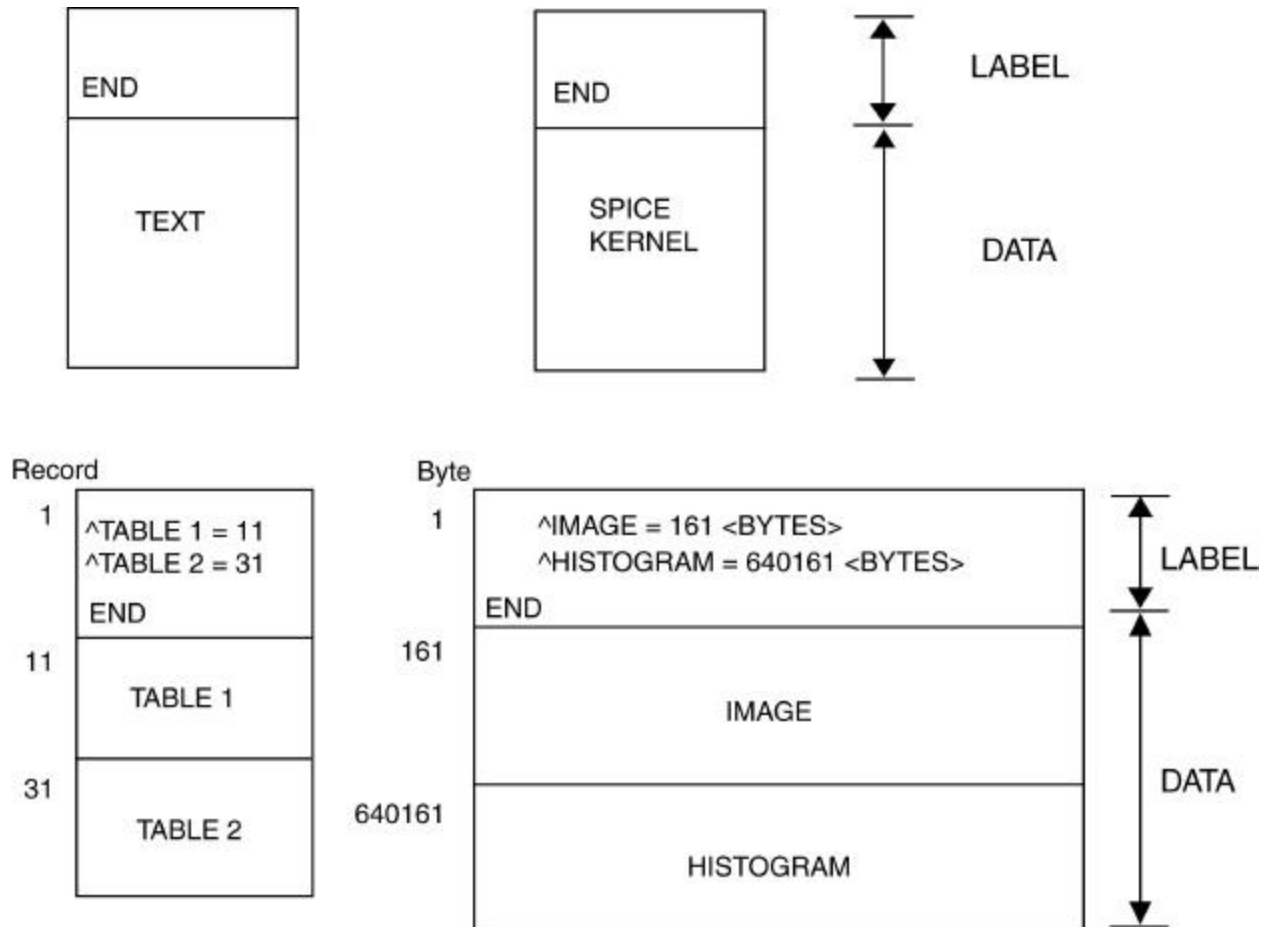 END
TEXT
END
SPICE
KERNEL
LABEL
DATA
Record
1
^TABLE 1 = 11
^TABLE 2 = 31
END
11
TABLE 1
31
TABLE 2
Byte
1
^IMAGE = 161 <BYTES>
^HISTOGRAM = 640161 <BYTES>
END
161
IMAGE
640161
HISTOGRAM
LABEL
DATA